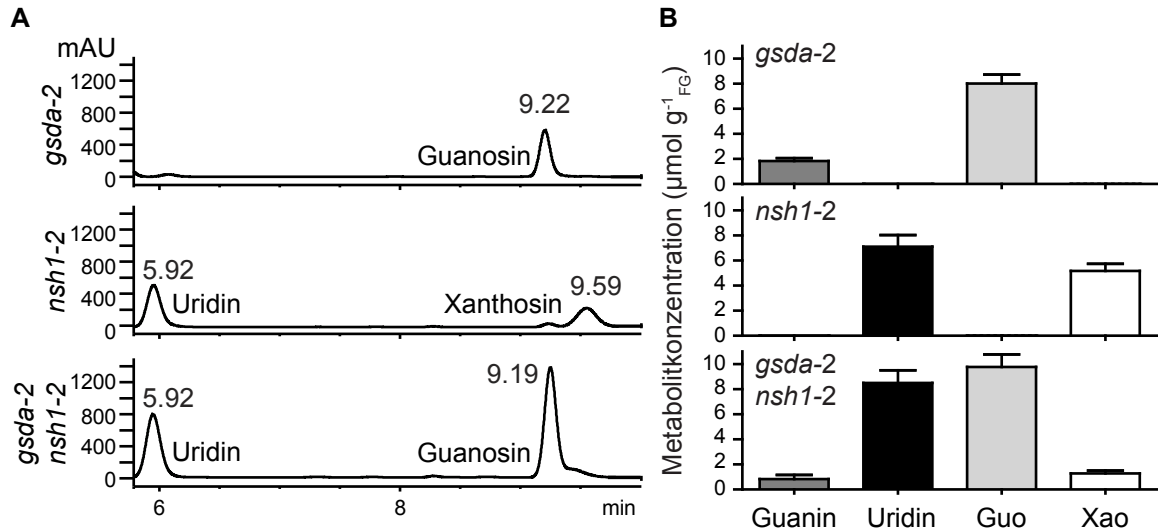 A
mAU
gsda-2
1200
800
400
0
9.22
Guanosin
nsh1-2
1200
800
400
0
5.92
Uridin
Xanthosin
9.59
gsda-2
nsh1-2
1200
800
400
0
5.92
Uridin
9.19
Guanosin
6
8
min
B
Metabolitkonzentration (µmol g-1FG)
10
8
6
4
2
0
gsda-2
10
8
6
4
2
0
nsh1-2
10
8
6
4
2
0
gsda-2
nsh1-2
Guanin Uridin Guo Xao